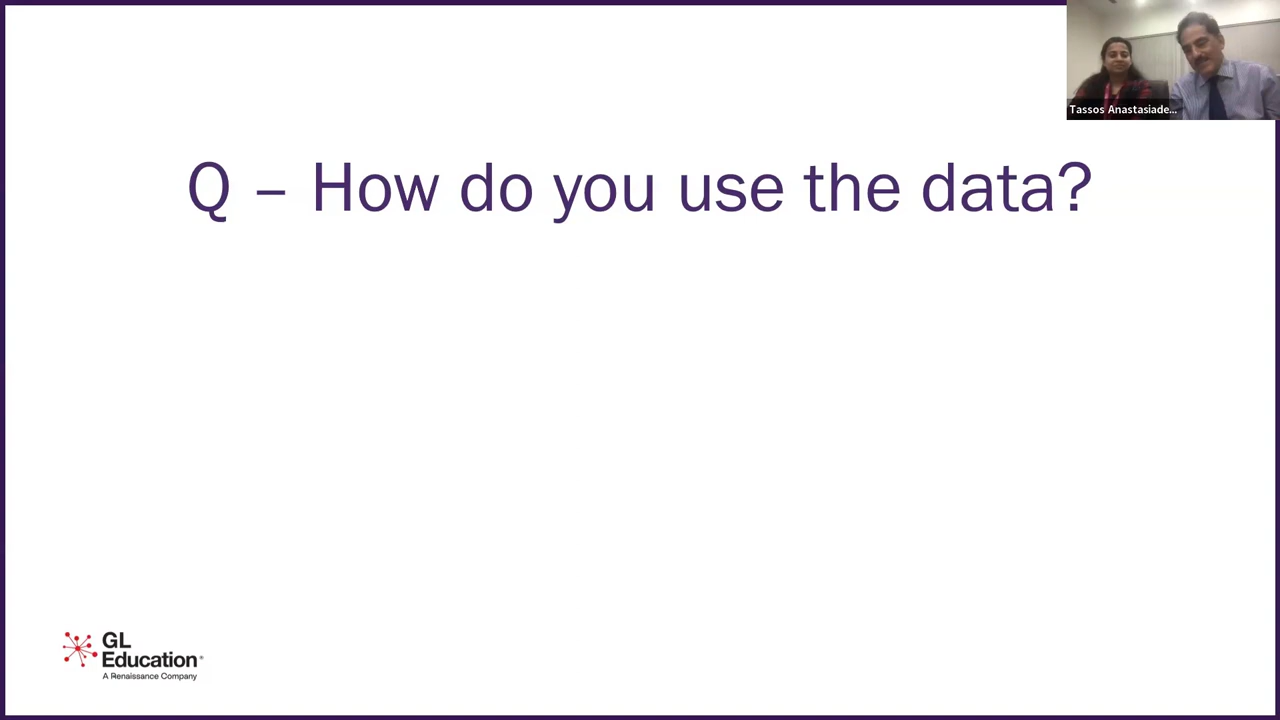 Tassos Anastasiade...
Q – How do you use the data?
GL
Education
A Renaissance Company